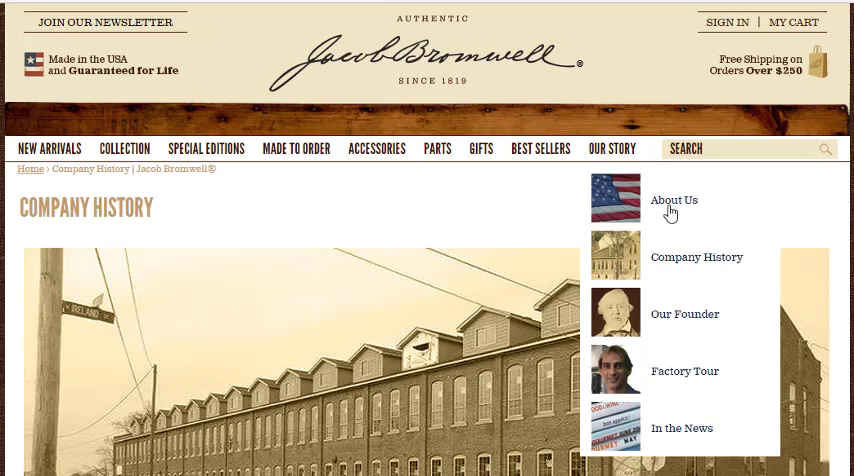 JOIN OUR NEWSLETTER
Made in the USA
and Guaranteed for Life
AUTHENTIC
Jacob Bromwell®
SINCE 1819
SIGN IN | MY CART
Free Shipping on
Orders Over $250
NEW ARRIVALS COLLECTION SPECIAL EDITIONS MADE TO ORDER ACCESSORIES PARTS GIFTS BEST SELLERS OUR STORY SEARCH
Home › Company History | Jacob Bromwell®
COMPANY HISTORY
N IRELAND ST
About Us
Company History
Our Founder
Factory Tour
In the News